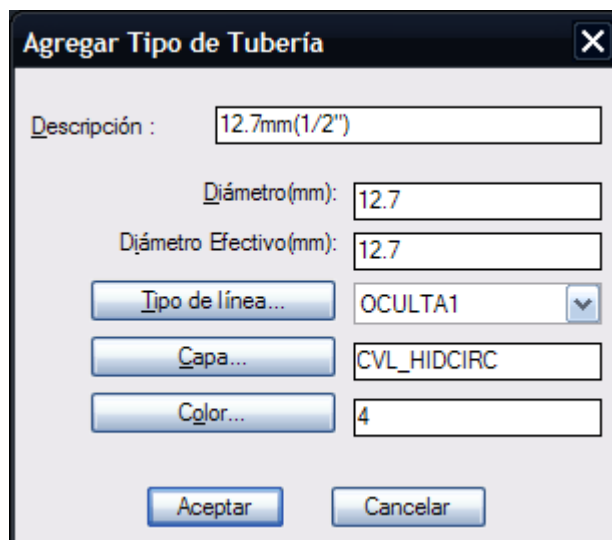 Agregar Tipo de Tubería
Descripción : 12.7mm(1/2")
Diámetro(mm): 12.7
Diámetro Efectivo(mm): 12.7
Tipo de línea... OCULTA1
Capa... CVL_HIDCIRC
Color... 4
Aceptar Cancelar